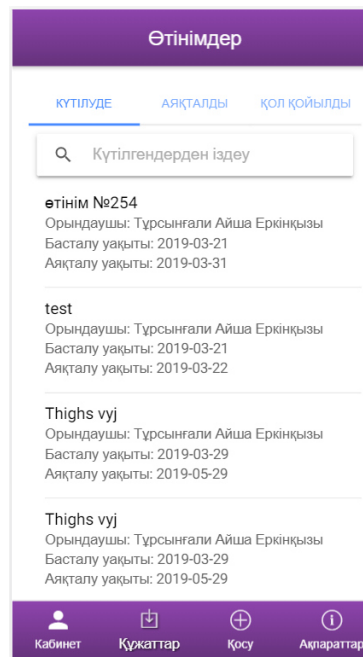 Өтінімдер
КҮТІЛУДЕ АЯҚТАЛДЫ ҚОЛ ҚОЙЫЛДЫ
Күтілгендерден іздеу
өтінім №254
Орындаушы: Тұрсынғали Айша Еркінқызы
Басталу уақыты: 2019-03-21
Аяқталу уақыты: 2019-03-31
test
Орындаушы: Тұрсынғали Айша Еркінқызы
Басталу уақыты: 2019-03-21
Аяқталу уақыты: 2019-03-22
Thighs vyj
Орындаушы: Тұрсынғали Айша Еркінқызы
Басталу уақыты: 2019-03-29
Аяқталу уақыты: 2019-05-29
Thighs vyj
Орындаушы: Тұрсынғали Айша Еркінқызы
Басталу уақыты: 2019-03-29
Аяқталу уақыты: 2019-05-29
Кабинет Құжаттар Қосу Ақпараттар